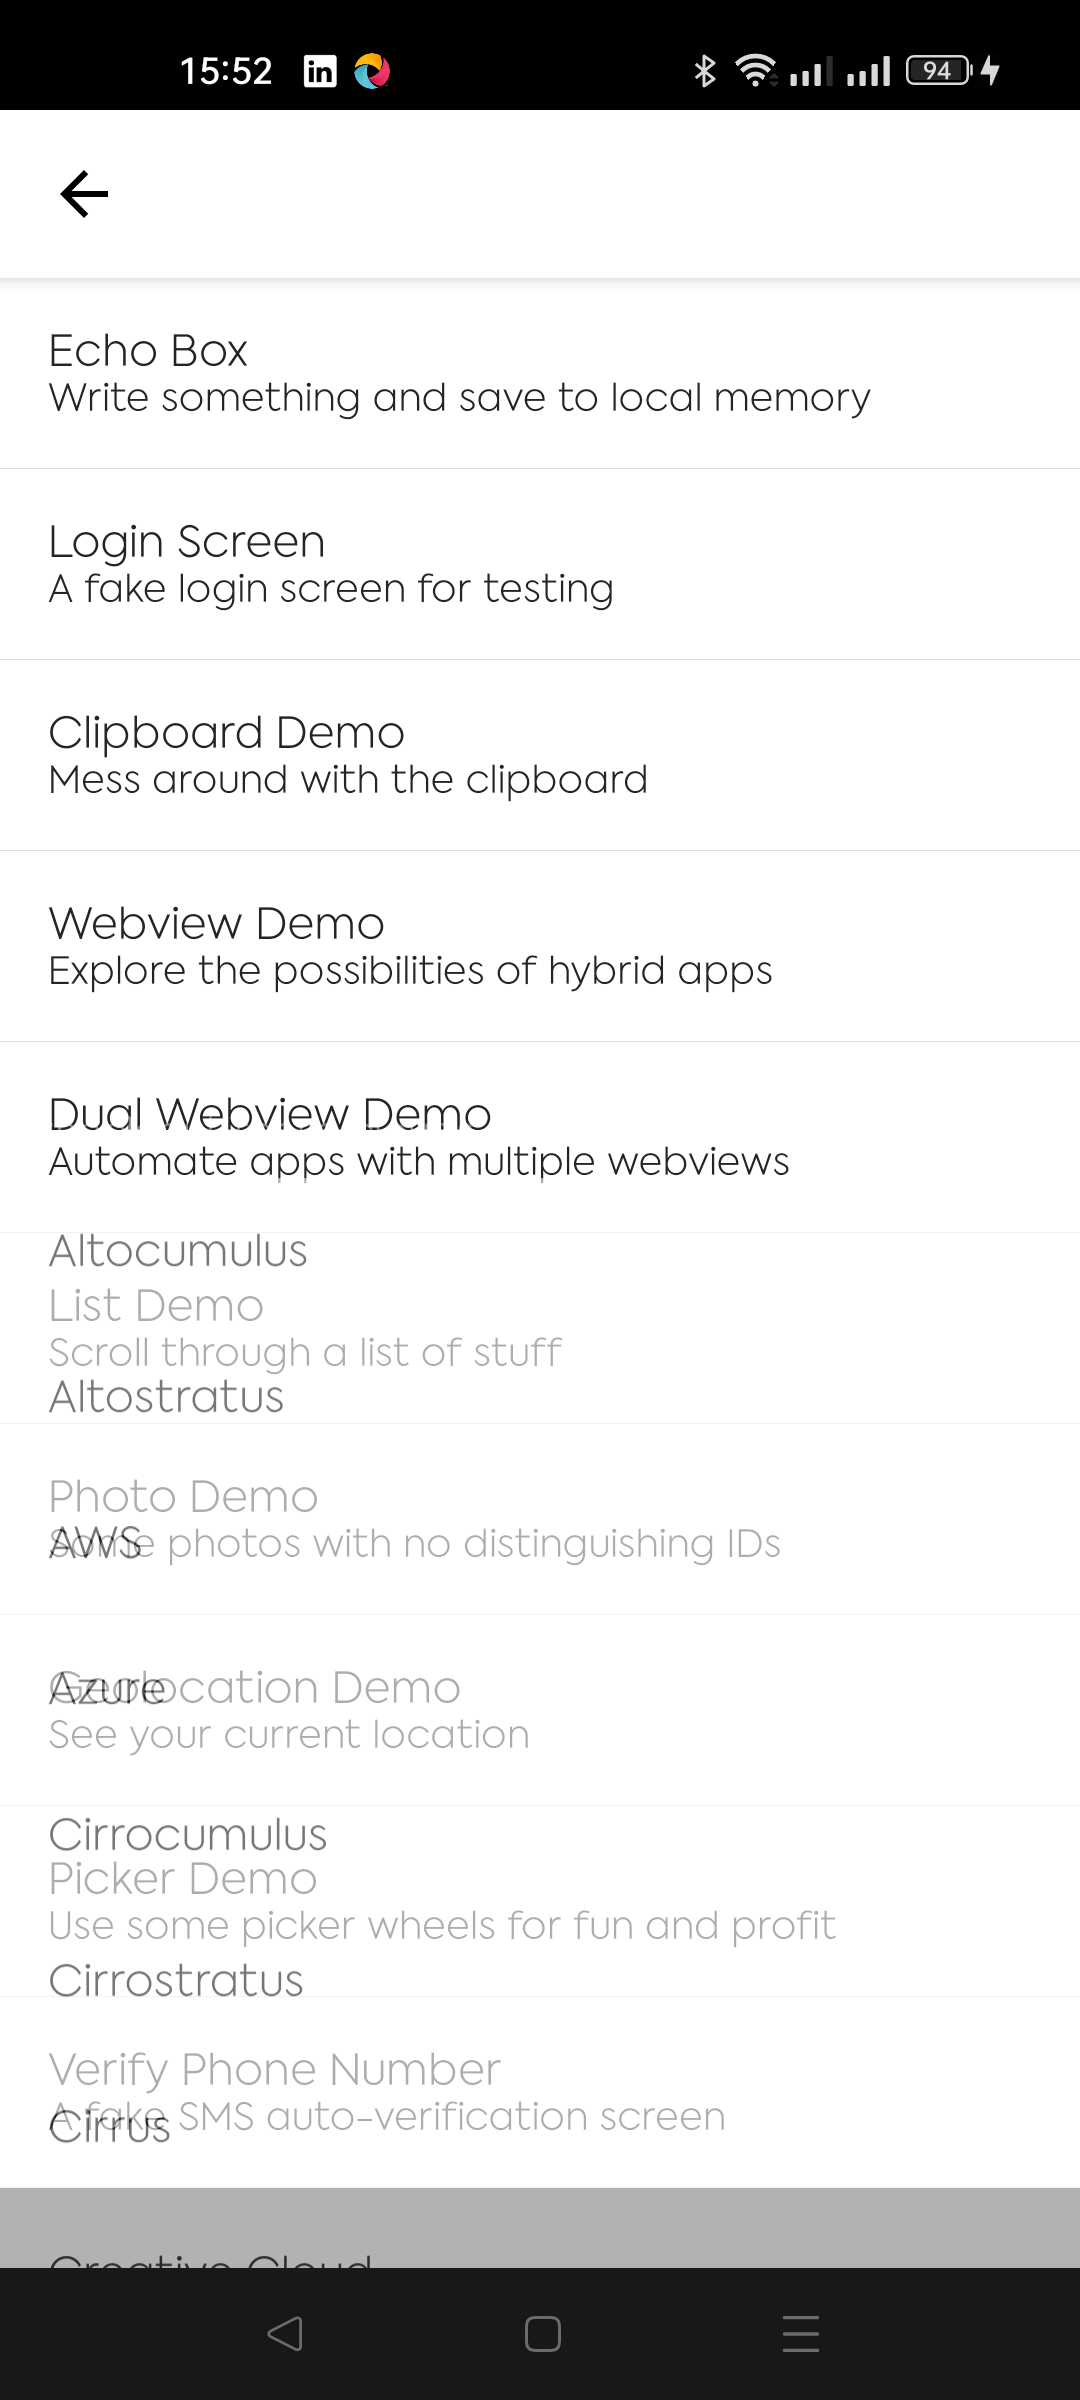 15:52
94
Echo Box
Write something and save to local memory
Login Screen
A fake login screen for testing
Clipboard Demo
Mess around with the clipboard
Webview Demo
Explore the possibilities of hybrid apps
Dual Webview Demo
Automate apps with multiple webviews
Altocumulus
List Demo
Scroll through a list of stuff
Altostratus
Photo Demo
AWS
Some photos with no distinguishing IDs
Azure
Geolocation Demo
See your current location
Cirrocumulus
Picker Demo
Use some picker wheels for fun and profit
Cirrostratus
Verify Phone Number
A fake SMS auto-verification screen
Cirrus
Creative Cloud